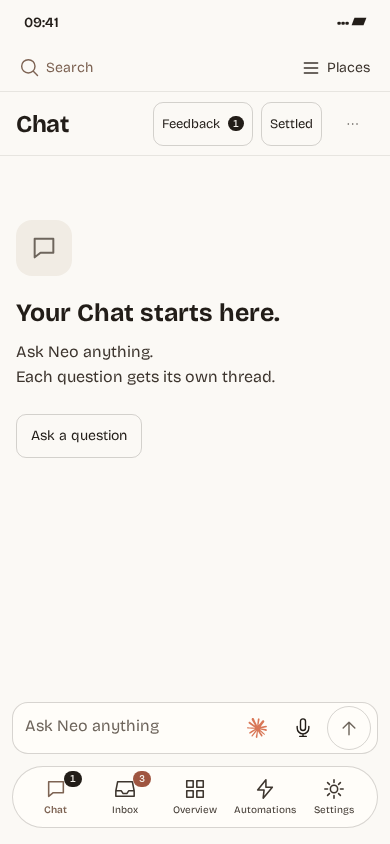 09:41
Search
Places
Chat
Feedback 1
Settled
...
Your Chat starts here.
Ask Neo anything.
Each question gets its own thread.
Ask a question
Ask Neo anything
1
3
Chat
Inbox
Overview
Automations
Settings